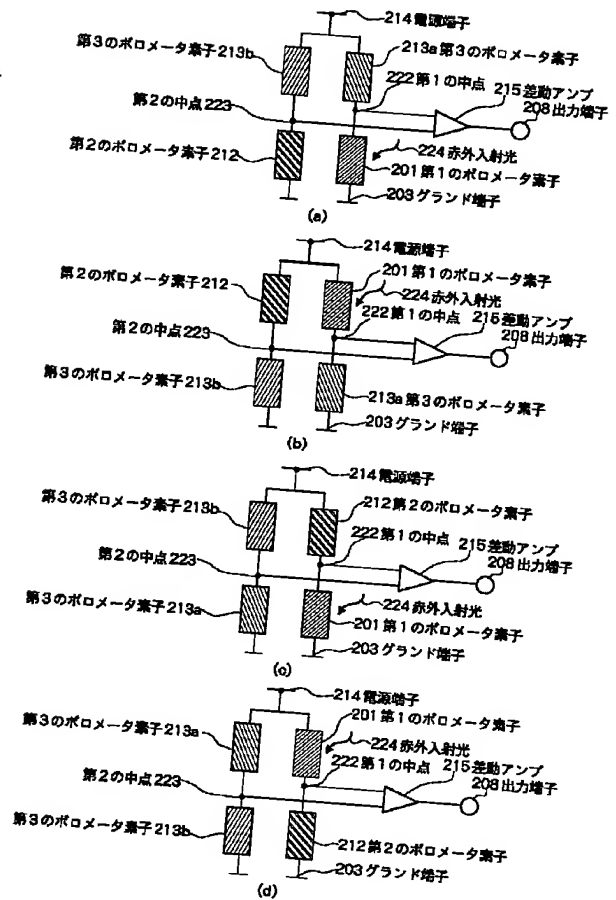 214電源端子
第3のボロメータ素子213b
213a第3のボロメータ素子
222第1の中点
215差動アンプ
208出力端子
第2の中点223
第2のボロメータ素子212
224赤外入射光
201第1のボロメータ素子
203グランド端子
(a)
214電源端子
第2のボロメータ素子212
201第1のボロメータ素子
224赤外入射光
222第1の中点
215差動アンプ
208出力端子
第2の中点223
第3のボロメータ素子213b
213a第3のボロメータ素子
203グランド端子
(b)
214電源端子
第3のボロメータ素子213b
212第2のボロメータ素子
222第1の中点
215差動アンプ
208出力端子
第2の中点223
第3のボロメータ素子213a
224赤外入射光
201第1のボロメータ素子
203グランド端子
(c)
214電源端子
第3のボロメータ素子213a
201第1のボロメータ素子
224赤外入射光
222第1の中点
215差動アンプ
208出力端子
第2の中点223
第3のボロメータ素子213b
212第2のボロメータ素子
203グランド端子
(d)